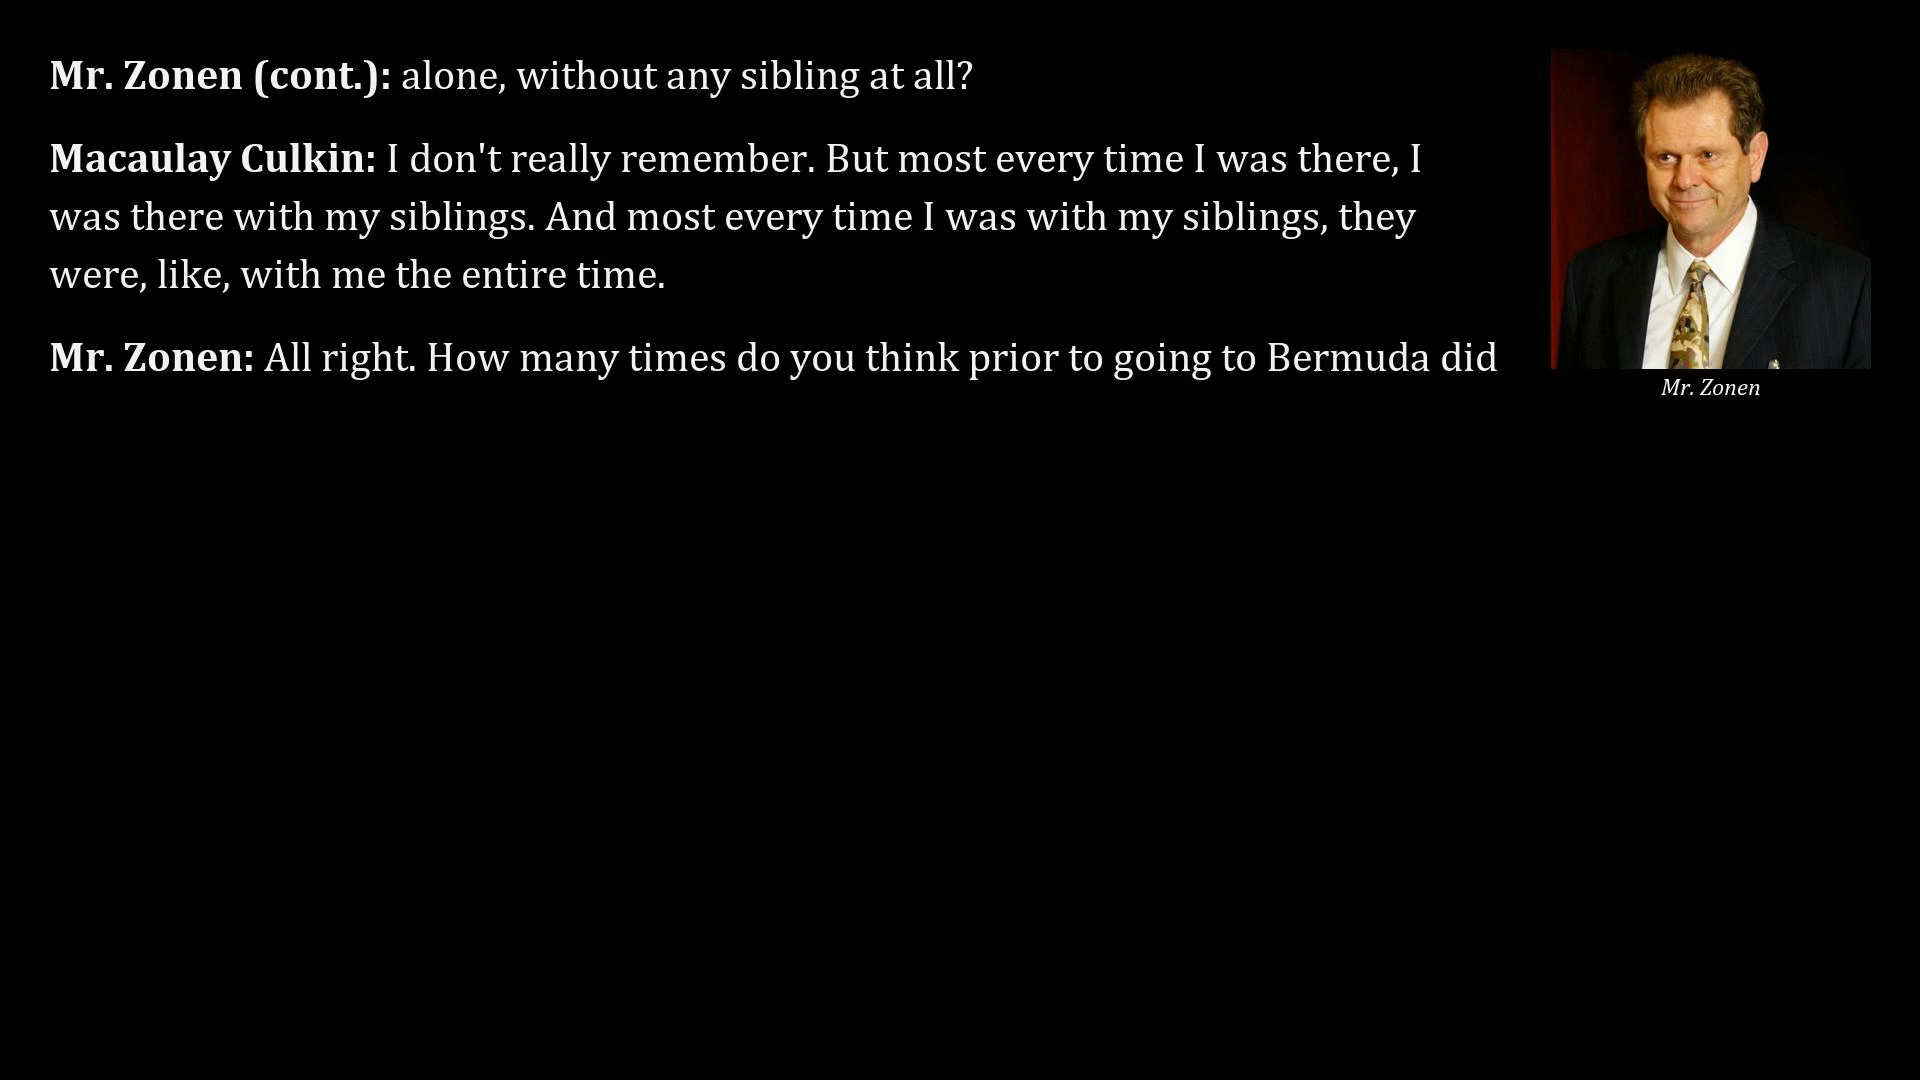 Mr. Zonen (cont.): alone, without any sibling at all?
Macaulay Culkin: I don't really remember. But most every time I was there, I
was there with my siblings. And most every time I was with my siblings, they
were, like, with me the entire time.
Mr. Zonen: All right. How many times do you think prior to going to Bermuda did
Mr. Zonen